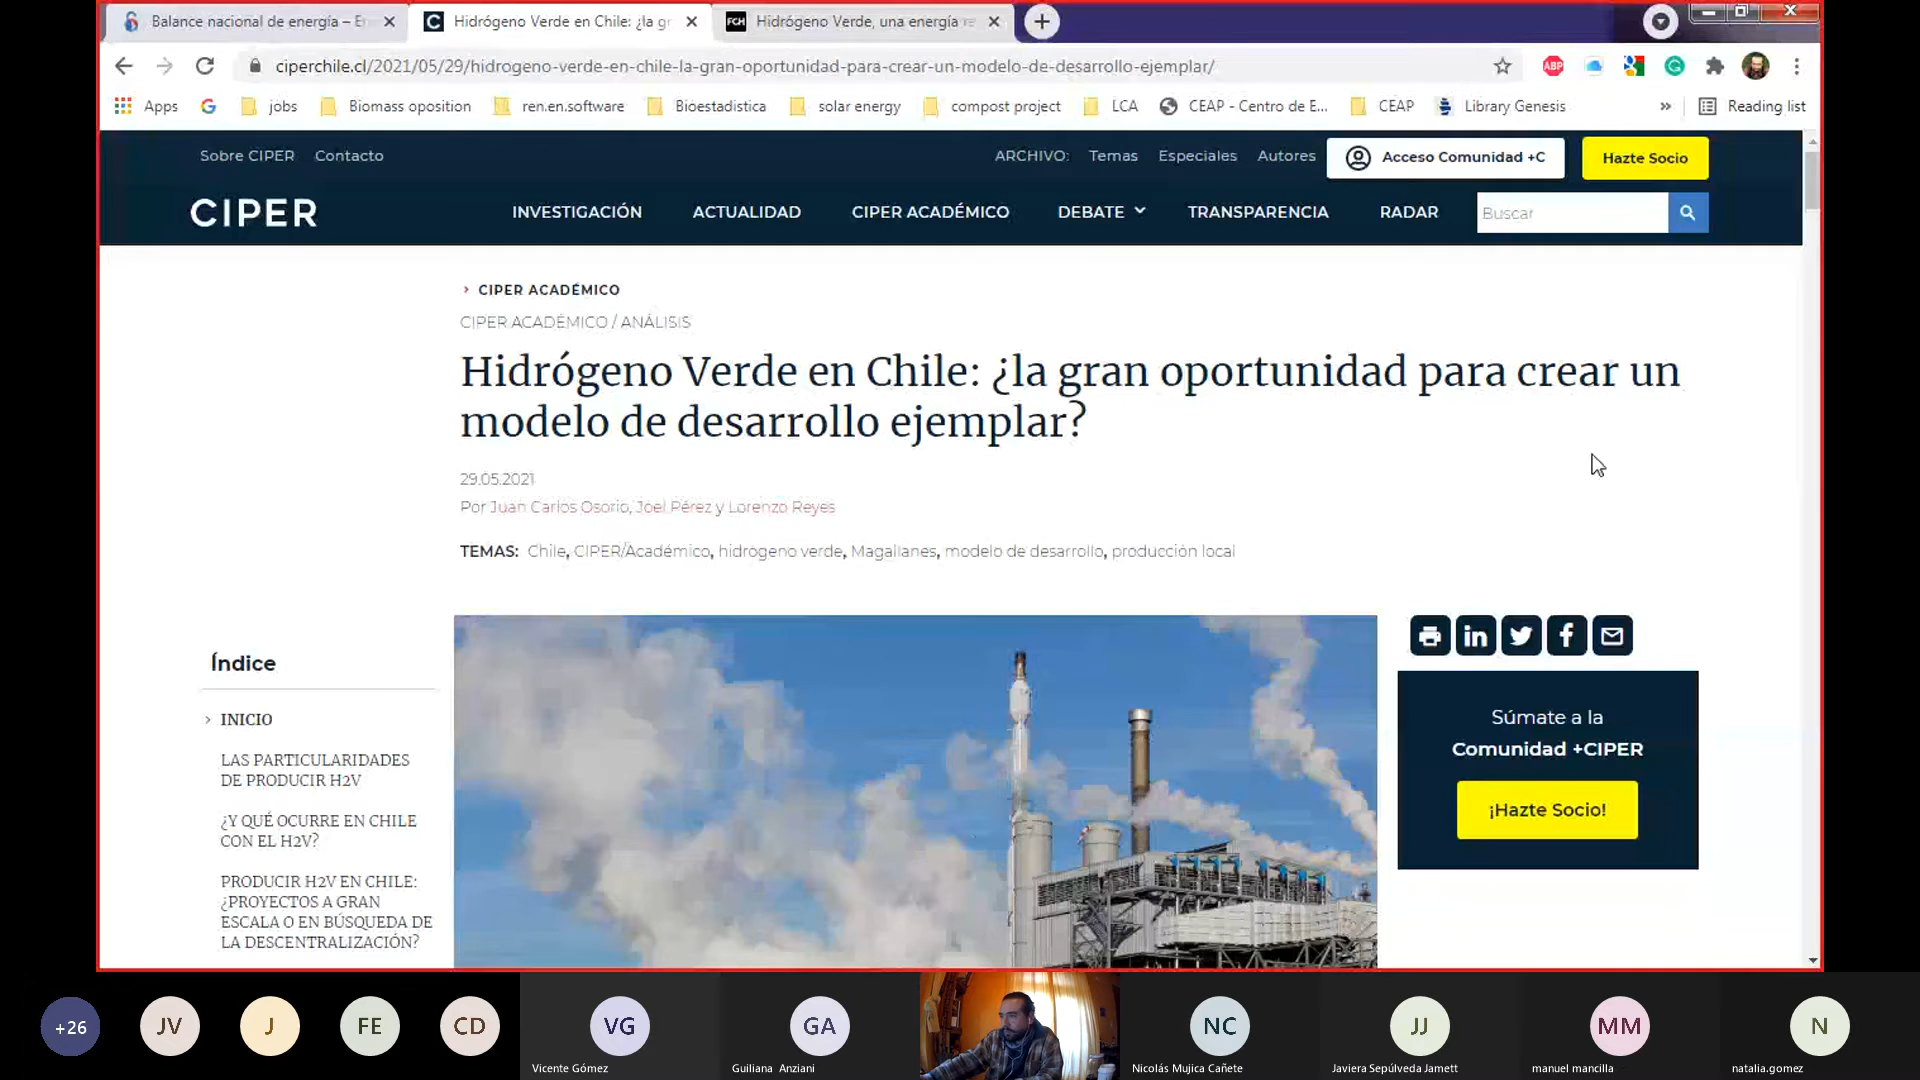 Balance nacional de energía – E
Hidrógeno Verde en Chile: ¿la gr
FCH Hidrógeno Verde, una energía re
ciperchile.cl/2021/05/29/hidrogeno-verde-en-chile-la-gran-oportunidad-para-crear-un-modelo-de-desarrollo-ejemplar/
ABP
Apps jobs Biomass oposition ren.en.software Bioestadistica solar energy compost project LCA CEAP - Centro de E... CEAP Library Genesis » Reading list
Sobre CIPER Contacto ARCHIVO: Temas Especiales Autores Acceso Comunidad +C Hazte Socio
CIPER INVESTIGACIÓN ACTUALIDAD CIPER ACADÉMICO DEBATE TRANSPARENCIA RADAR Buscar
› CIPER ACADÉMICO
CIPER ACADÉMICO / ANÁLISIS
Hidrógeno Verde en Chile: ¿la gran oportunidad para crear un
modelo de desarrollo ejemplar?
29.05.2021
Por Juan Carlos Osorio, Joel Pérez y Lorenzo Reyes
TEMAS: Chile, CIPER/Académico, hidrógeno verde, Magallanes, modelo de desarrollo, producción local
Índice
› INICIO
LAS PARTICULARIDADES
DE PRODUCIR H2V
¿Y QUÉ OCURRE EN CHILE
CON EL H2V?
PRODUCIR H2V EN CHILE:
¿PROYECTOS A GRAN
ESCALA O EN BÚSQUEDA DE
LA DESCENTRALIZACIÓN?
Súmate a la
Comunidad +CIPER
¡Hazte Socio!
+26 JV J FE CD VG GA NC JJ MM N
Vicente Gómez Guiliana Anziani Nicolás Mujica Cañete Javiera Sepúlveda Jamett manuel mancilla natalia.gomez